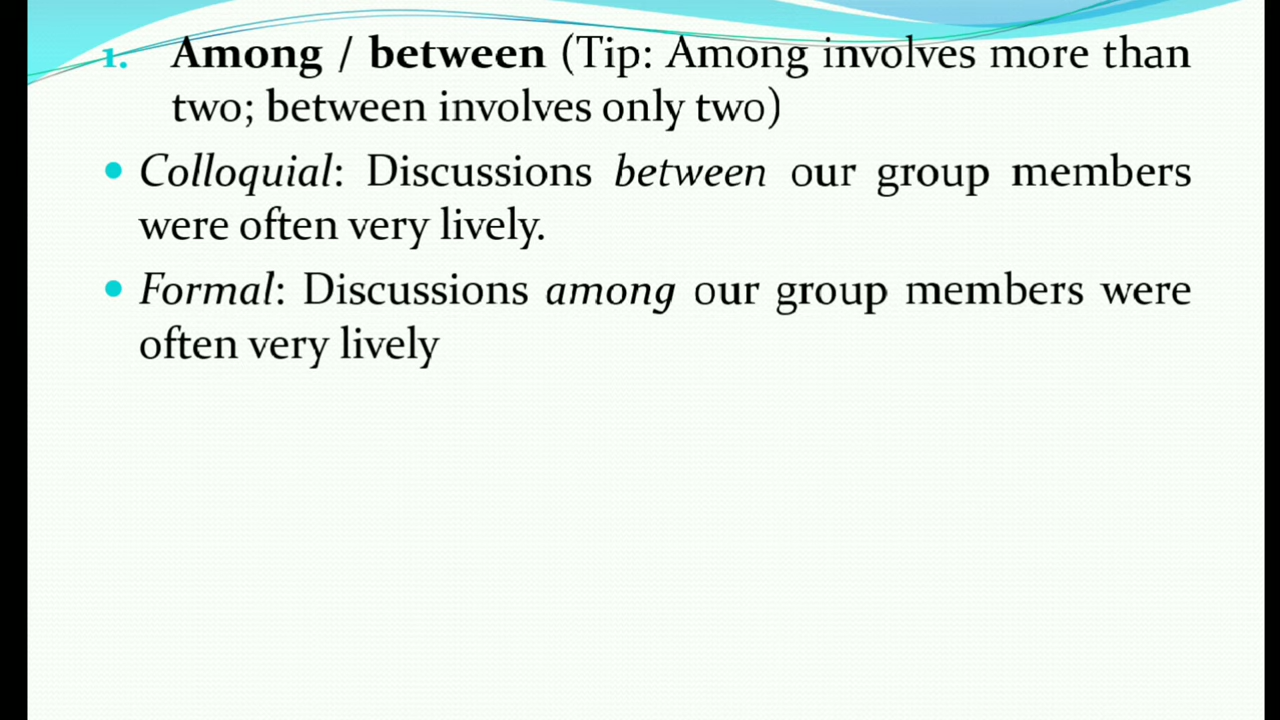 1. Among / between (Tip: Among involves more than
two; between involves only two)
• Colloquial: Discussions between our group members
were often very lively.
• Formal: Discussions among our group members were
often very lively